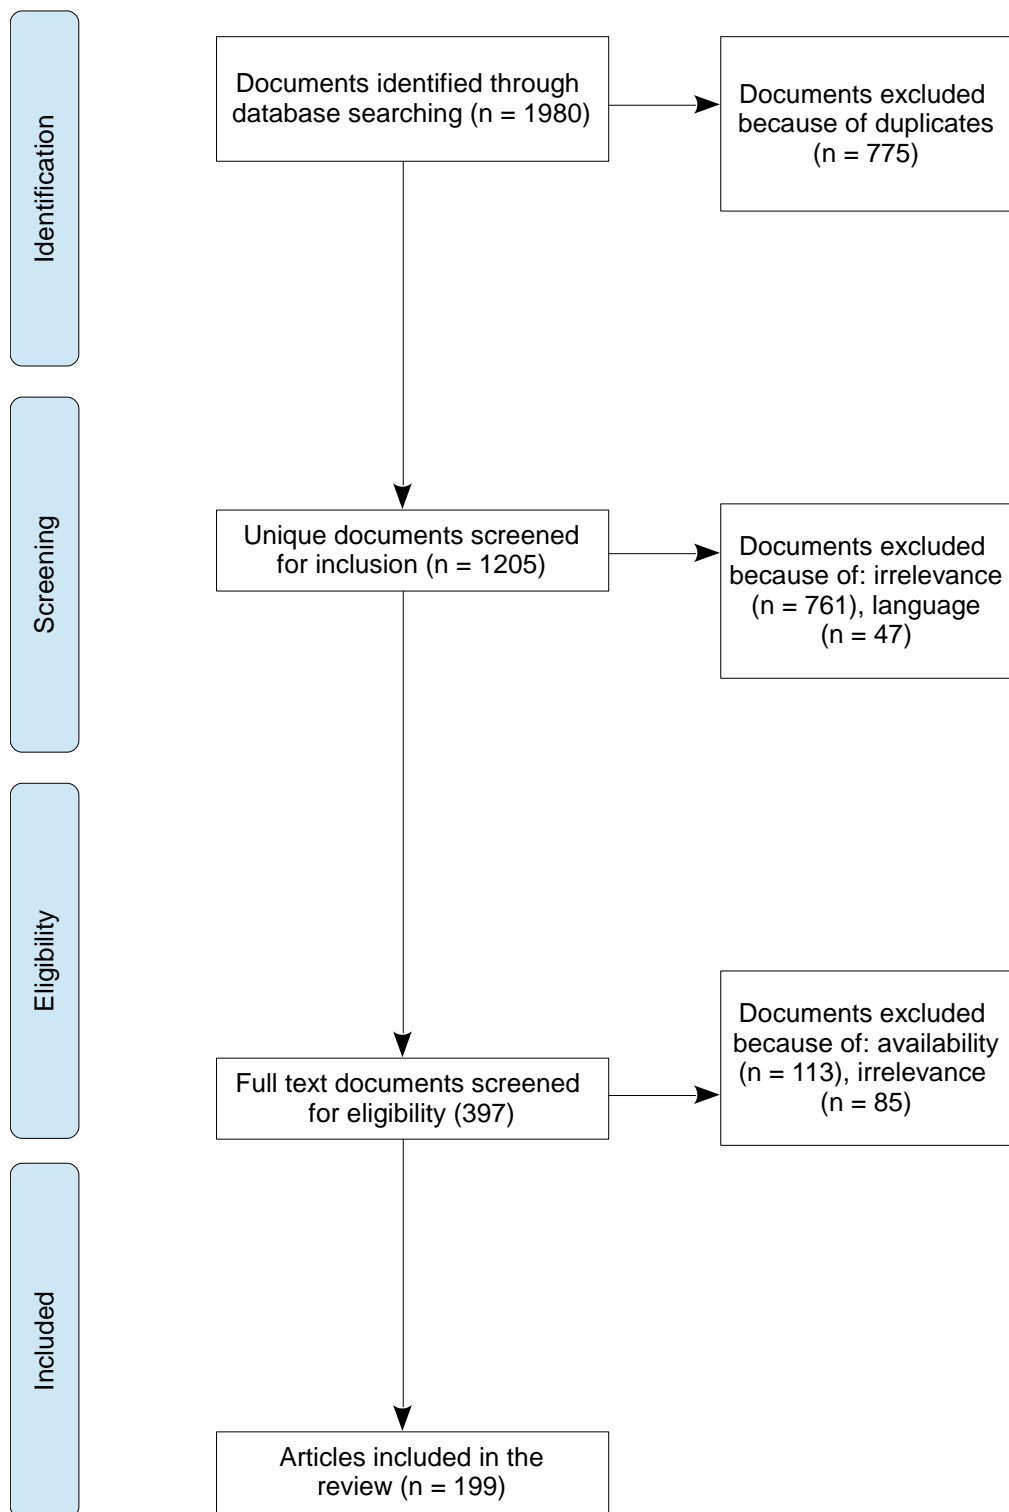 Identification
Documents identified through
database searching (n = 1980)
Documents excluded
because of duplicates
(n = 775)
Screening
Unique documents screened
for inclusion (n = 1205)
Documents excluded
because of: irrelevance
(n = 761), language
(n = 47)
Eligibility
Full text documents screened
for eligibility (397)
Documents excluded
because of: availability
(n = 113), irrelevance
(n = 85)
Included
Articles included in the
review (n = 199)